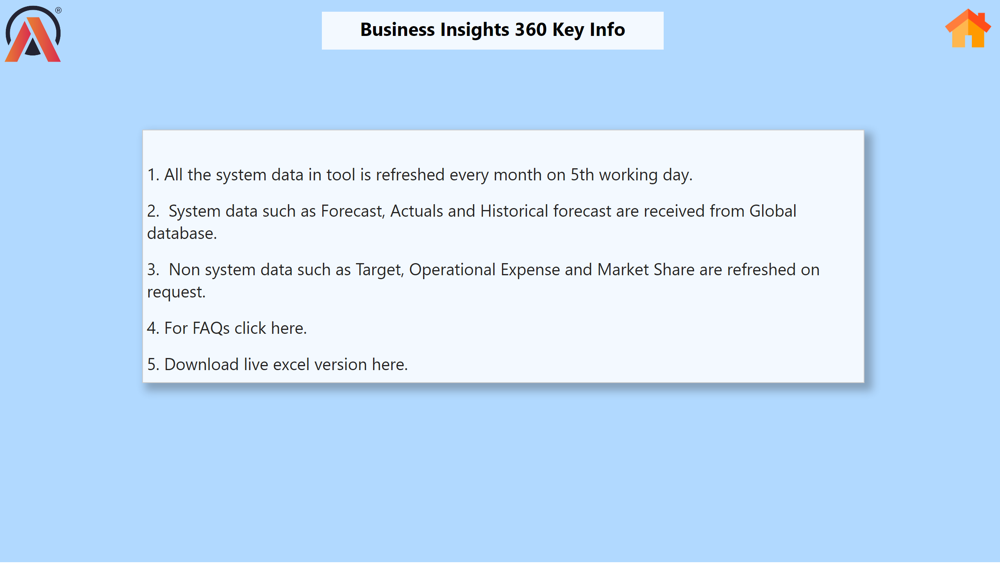 ®
Business Insights 360 Key Info
1. All the system data in tool is refreshed every month on 5th working day.
2.  System data such as Forecast, Actuals and Historical forecast are received from Global
database.
3.  Non system data such as Target, Operational Expense and Market Share are refreshed on
request.
4. For FAQs click here.
5. Download live excel version here.